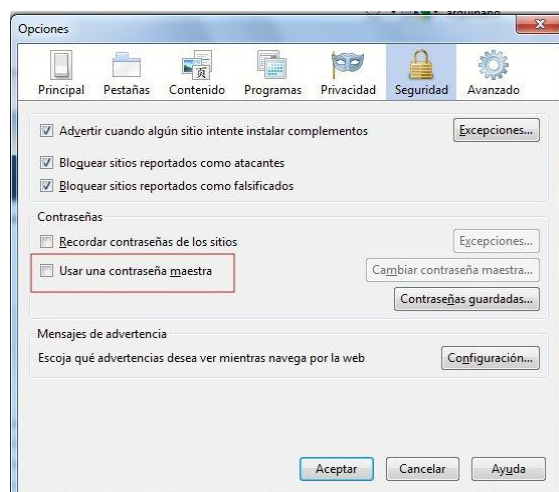 Opciones
Principal Pestañas Contenido Programas Privacidad Seguridad Avanzado
Advertir cuando algún sitio intente instalar complementos Excepciones...
Bloquear sitios reportados como atacantes
Bloquear sitios reportados como falsificados
Contraseñas
Recordar contraseñas de los sitios Excepciones...
Usar una contraseña maestra Cambiar contraseña maestra...
Contraseñas guardadas...
Mensajes de advertencia
Escoja qué advertencias desea ver mientras navega por la web Configuración...
Aceptar Cancelar Ayuda